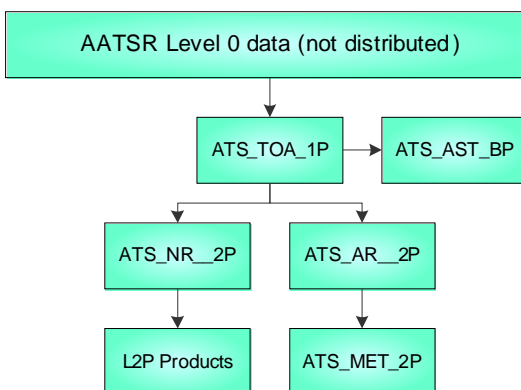 AATSR Level 0 data (not distributed)
ATS_TOA_1P
ATS_AST_BP
ATS_NR__2P
ATS_AR__2P
L2P Products
ATS_MET_2P